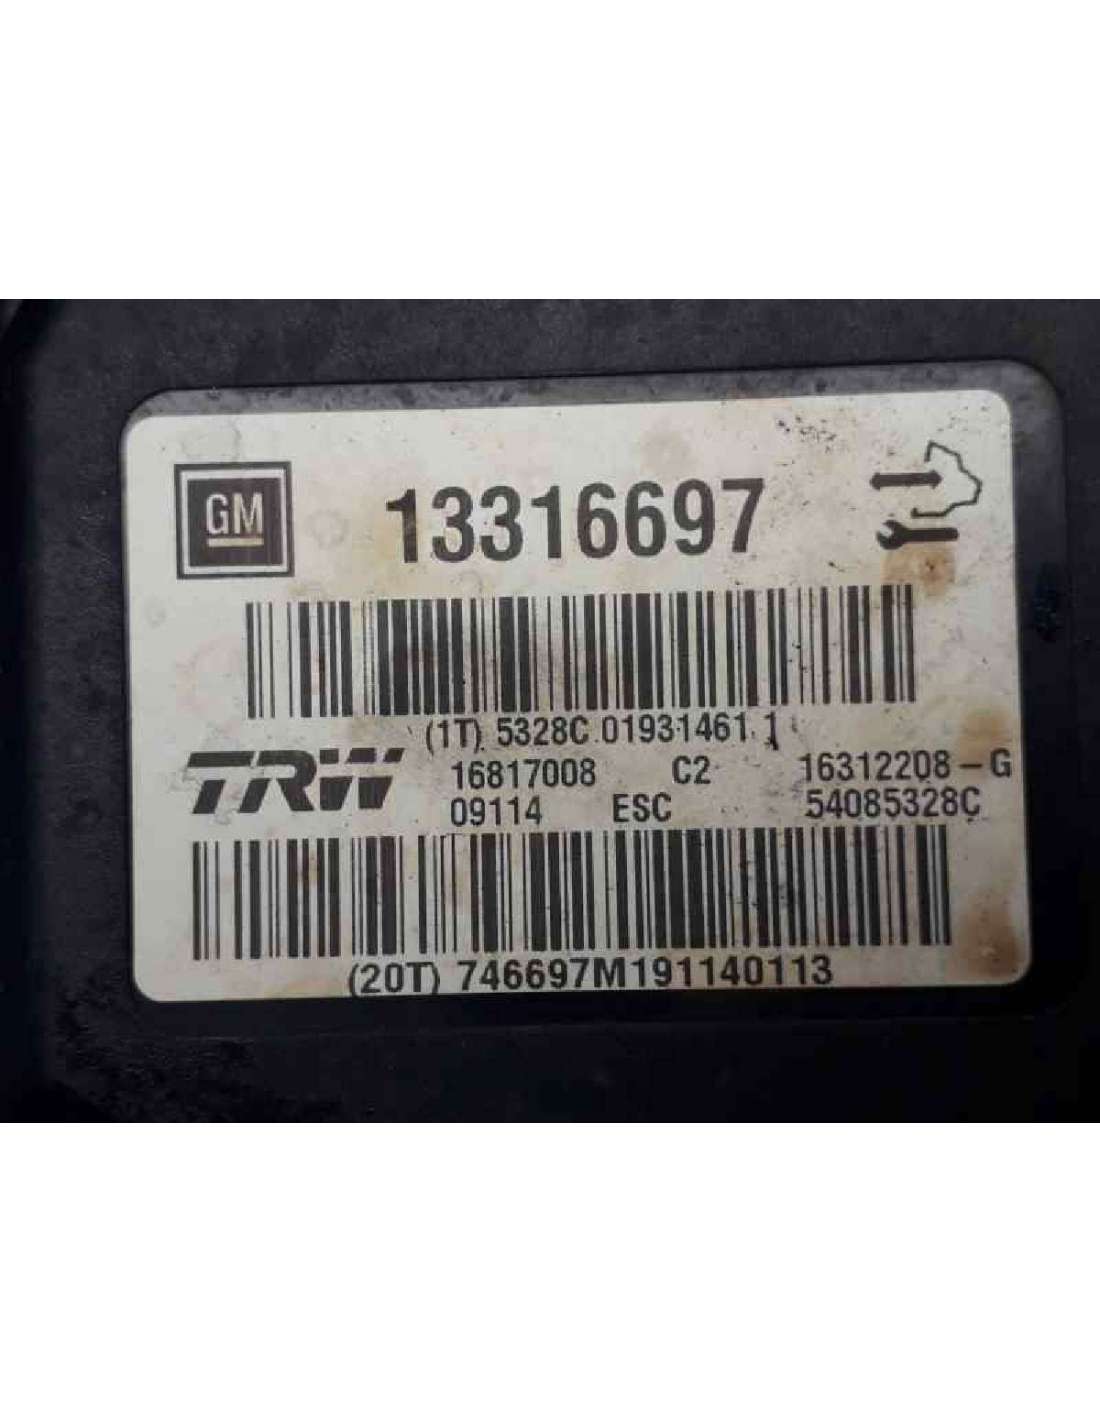 GM 13316697
(1T) 5328C 01931461 1
TRW 16817008 C2 16312208-G
09114 ESC 54085328C
(20T) 746697M191140113